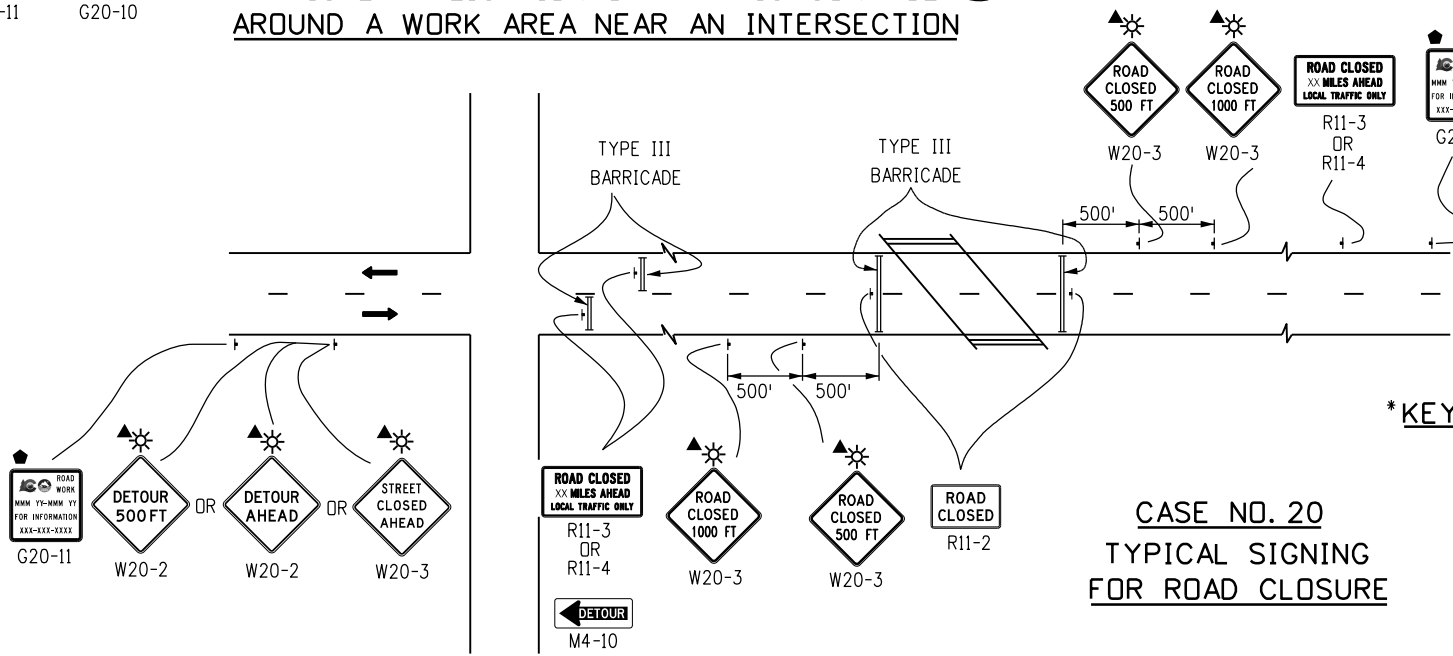 -11
G20-10
AROUND A WORK AREA NEAR AN INTERSECTION
ROAD
CLOSED
500 FT
W20-3
ROAD
CLOSED
1000 FT
W20-3
ROAD CLOSED
XX MILES AHEAD
LOCAL TRAFFIC ONLY
R11-3
OR
R11-4
TYPE III
BARRICADE
TYPE III
BARRICADE
500'
500'
500'
500'
*KEY
ROAD
WORK
MMM YY-MMM YY
FOR INFORMATION
XXX-XXX-XXXX
G20-11
DETOUR
500 FT
W20-2
OR
DETOUR
AHEAD
W20-2
OR
STREET
CLOSED
AHEAD
W20-3
ROAD CLOSED
XX MILES AHEAD
LOCAL TRAFFIC ONLY
R11-3
OR
R11-4
DETOUR
M4-10
ROAD
CLOSED
1000 FT
W20-3
ROAD
CLOSED
500 FT
W20-3
ROAD
CLOSED
R11-2
CASE NO. 20
TYPICAL SIGNING
FOR ROAD CLOSURE